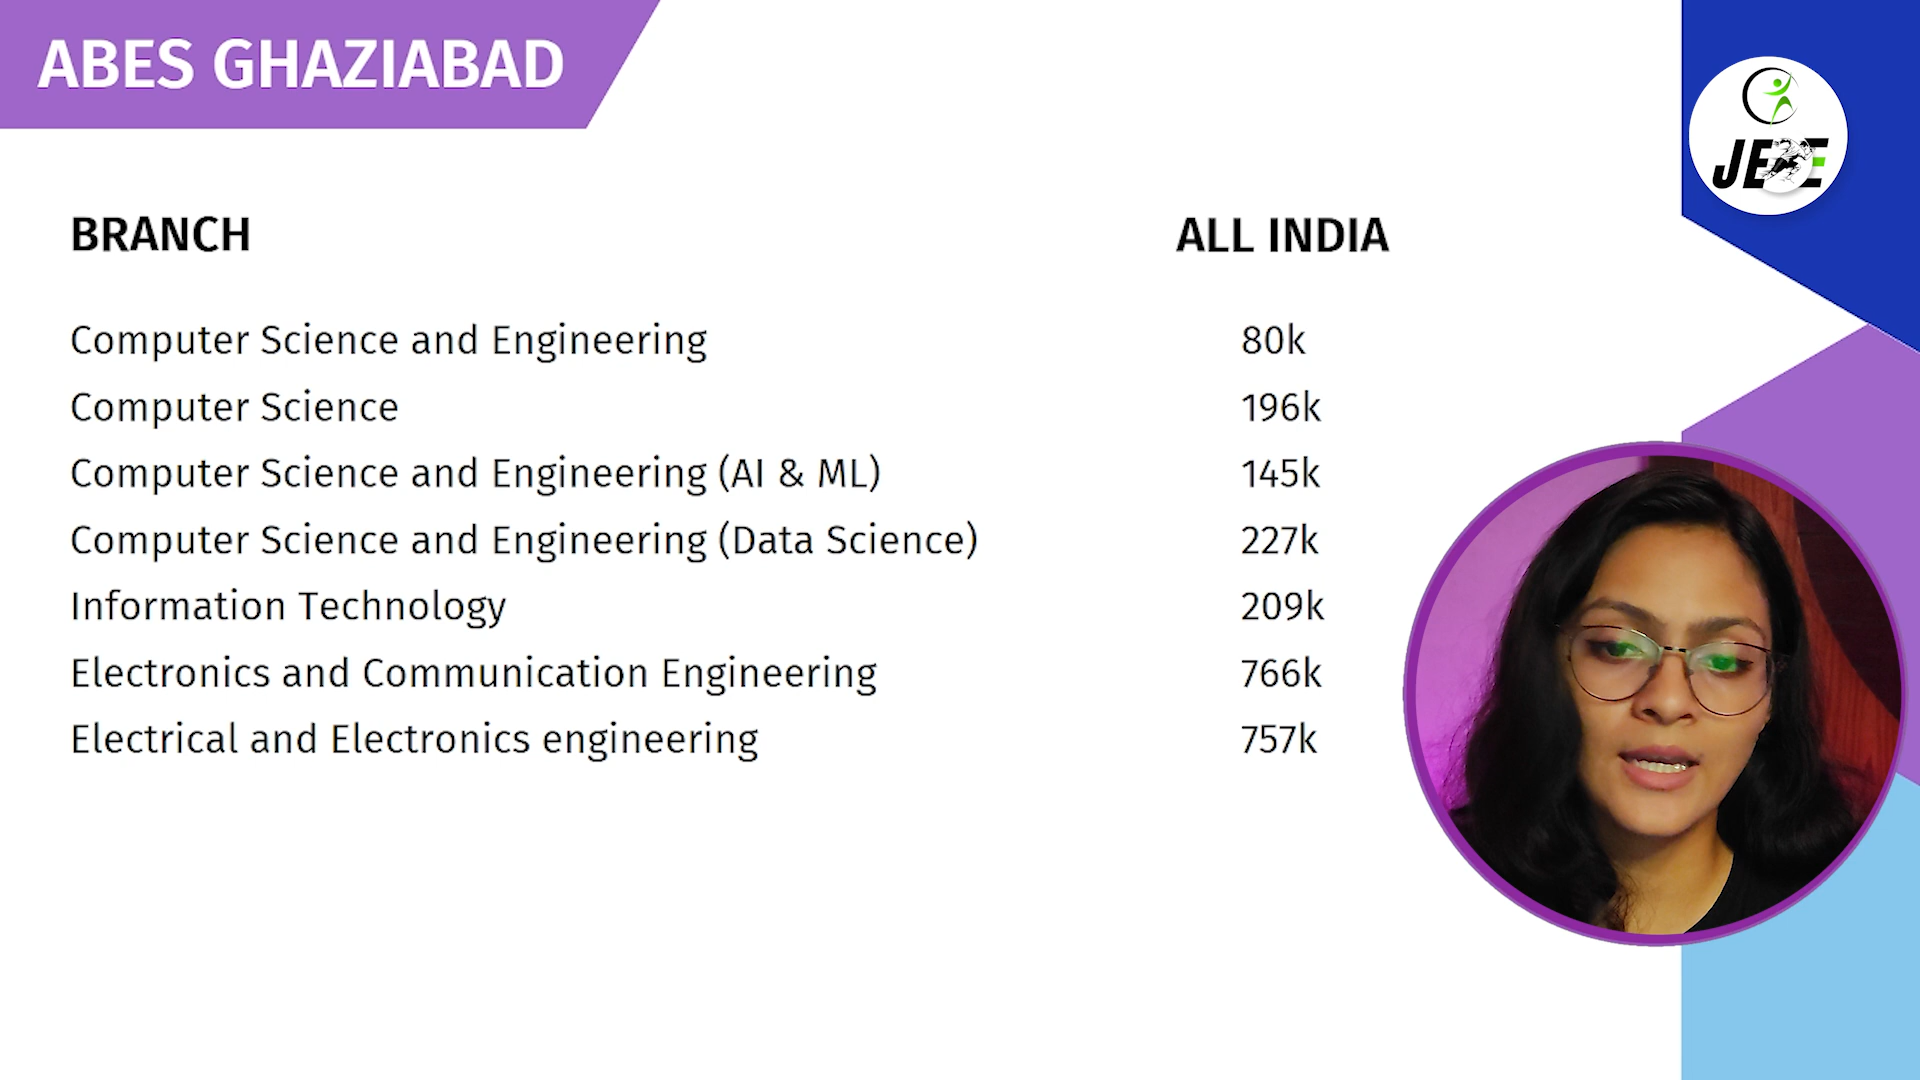 ABES GHAZIABAD
BRANCH ALL INDIA
Computer Science and Engineering 80k
Computer Science 196k
Computer Science and Engineering (AI & ML) 145k
Computer Science and Engineering (Data Science) 227k
Information Technology 209k
Electronics and Communication Engineering 766k
Electrical and Electronics engineering 757k